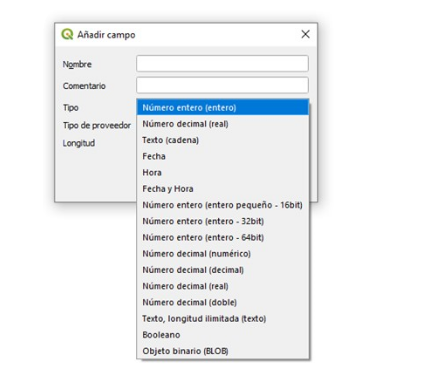 Añadir campo
Nombre
Comentario
Tipo
Número entero (entero)
Tipo de proveedor
Número decimal (real)
Longitud
Texto (cadena)
Fecha
Hora
Fecha y Hora
Número entero (entero pequeño - 16bit)
Número entero (entero - 32bit)
Número entero (entero - 64bit)
Número decimal (numérico)
Número decimal (decimal)
Número decimal (real)
Número decimal (doble)
Texto, longitud ilimitada (texto)
Booleano
Objeto binario (BLOB)